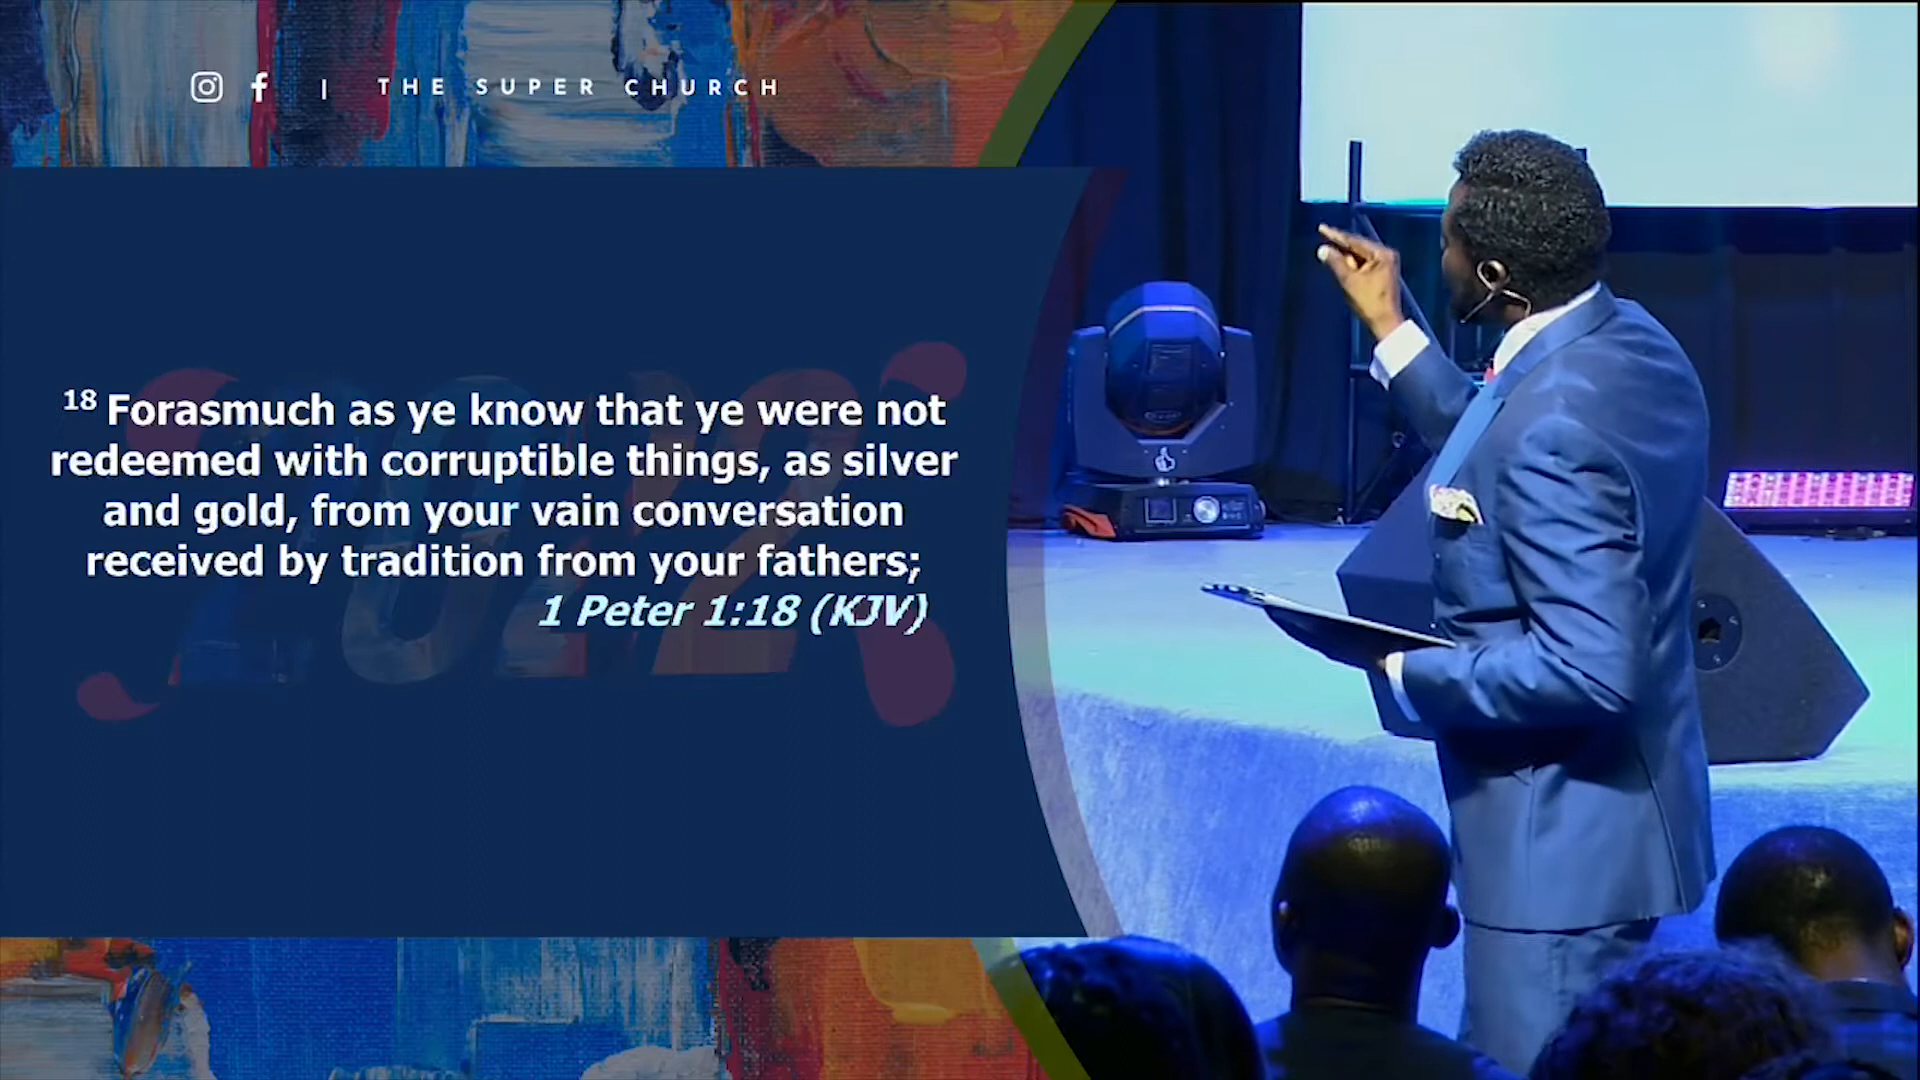 | THE SUPER CHURCH
18 Forasmuch as ye know that ye were not
redeemed with corruptible things, as silver
and gold, from your vain conversation
received by tradition from your fathers;
1 Peter 1:18 (KJV)
2022